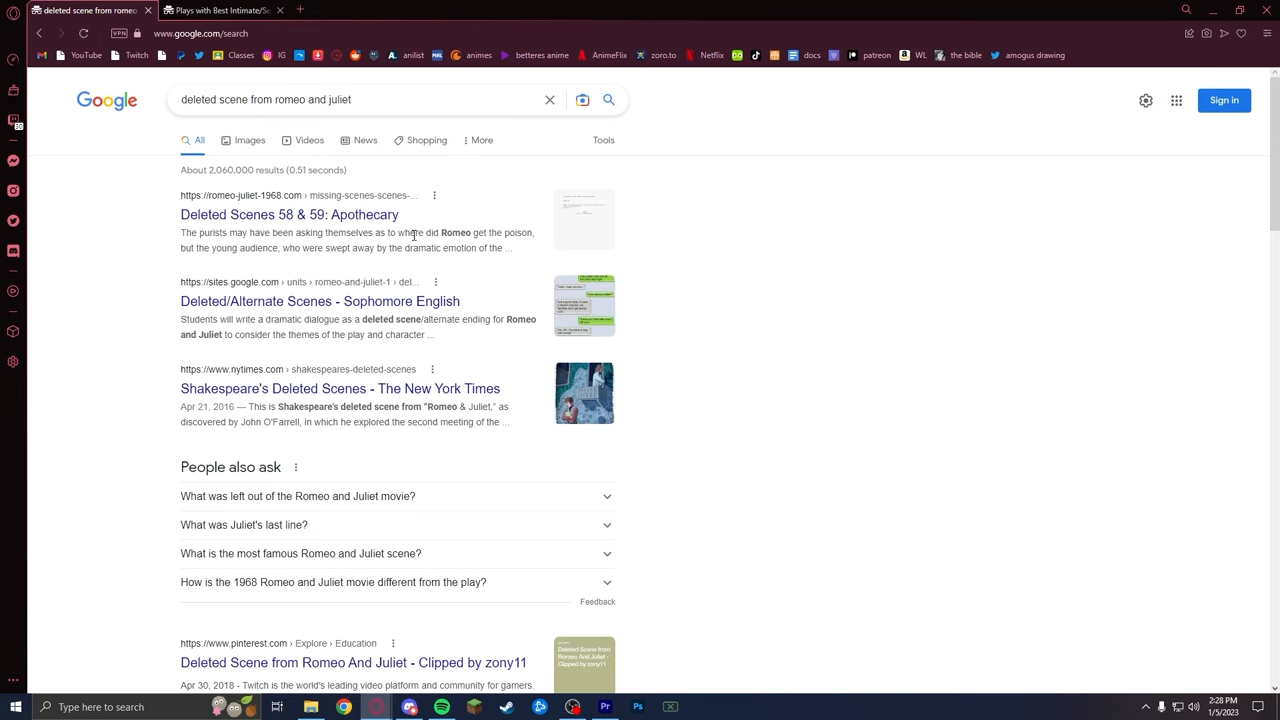 deleted scene from romeo
Plays with Best Intimate/Se
VPN
www.google.com/search
YouTube
Twitch
IG
anilist
betteres anime
AnimeFlix
zoro.to
Netflix
docs
patreon
WL
the bible
amogus drawing
Google
deleted scene from romeo and juliet
Sign in
All
Images
Videos
News
Shopping
More
Tools
About 2,060,000 results (0.51 seconds)
https://romeo-juliet-1968.com › missing-scenes-scenes-...
Deleted Scenes 58 & 59: Apothecary
The purists may have been asking themselves as to where did Romeo get the poison,
but the young audience, who were swept away by the dramatic emotion of the ...
https://sites.google.com › units › romeo-and-juliet-1 › del...
Deleted/Alternate Scenes - Sophomore English
Students will write a dramatic dialogue as a deleted scene/alternate ending for Romeo
and Juliet to consider the themes of the play and character ...
https://www.nytimes.com › shakespeares-deleted-scenes
Shakespeare's Deleted Scenes - The New York Times
Apr 21, 2016 — This is Shakespeare's deleted scene from “Romeo & Juliet,” as
discovered by John O'Farrell, in which he explored the second meeting of the ...
People also ask
What was left out of the Romeo and Juliet movie?
What was Juliet's last line?
What is the most famous Romeo and Juliet scene?
How is the 1968 Romeo and Juliet movie different from the play?
Feedback
https://www.pinterest.com › Explore › Education
Deleted Scene from Romeo And Juliet - Clipped by zony11
Deleted Scene from
Romeo And Juliet -
Clipped by zony11
Apr 30, 2018 - Twitch is the world's leading video platform and community for gamers.
Type here to search
2:28 PM
1/5/2023